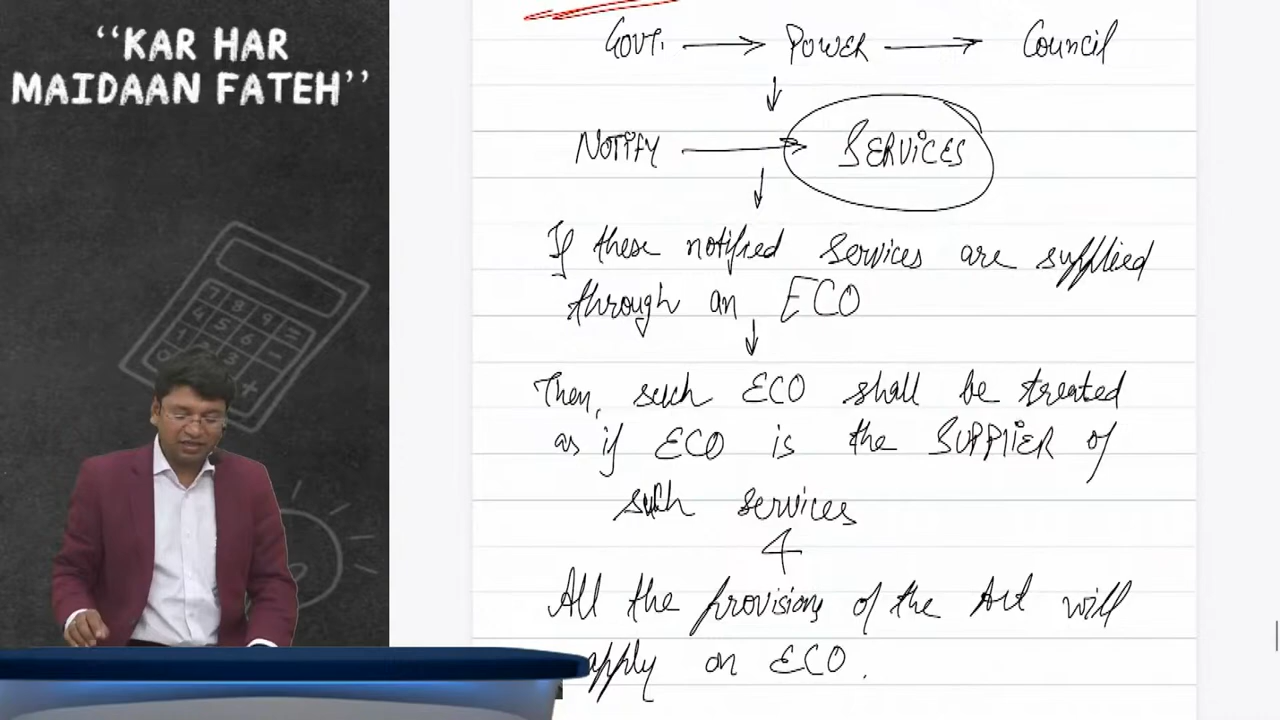 “KAR HAR
MAIDAAN FATEH”
GOVT. → POWER → Council
↓
NOTIFY → SERVICES
↓
If these notified services are supplied
through an ECO
↓
Then, such ECO shall be treated
as if ECO is the SUPPLIER of
such services
&
All the provisions of the Act will
apply on ECO.